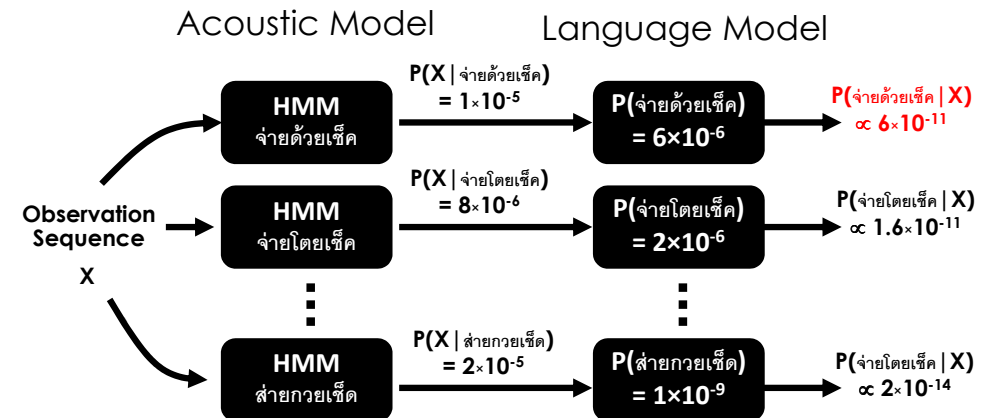 Acoustic Model
Language Model
Observation
Sequence
X
HMM
จ่ายด้วยเช็ค
P(X | จ่ายด้วยเช็ค)
= 1×10⁻⁵
P(จ่ายด้วยเช็ค)
= 6×10⁻⁶
P(จ่ายด้วยเช็ค | X)
∝ 6×10⁻¹¹
HMM
จ่ายโตยเช็ค
P(X | จ่ายโตยเช็ค)
= 8×10⁻⁶
P(จ่ายโตยเช็ค)
= 2×10⁻⁶
P(จ่ายโตยเช็ค | X)
∝ 1.6×10⁻¹¹
HMM
ส่ายกวยเช็ด
P(X | ส่ายกวยเช็ด)
= 2×10⁻⁵
P(ส่ายกวยเช็ด)
= 1×10⁻⁹
P(จ่ายโตยเช็ค | X)
∝ 2×10⁻¹⁴